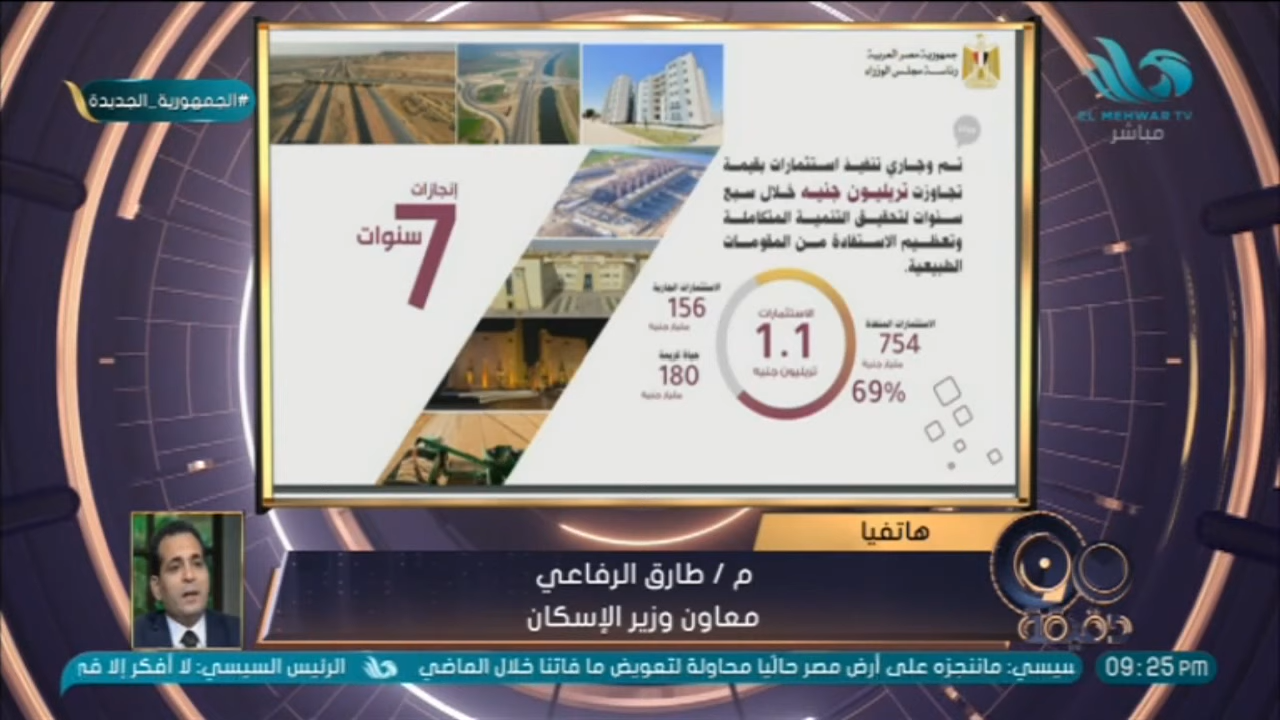 جمهورية مصر العربية
رئاسة مجلس الوزراء
EL MEHWAR TV
مباشر
#الجمهورية_الجديدة
تم وجاري تنفيذ استثمارات بقيمة
تجاوزت تريليون جنيه خلال سبع
سنوات لتحقيق التنمية المتكاملة
وتعظيم الاستفادة من المقومات
الطبيعية.
إنجازات
7
سنوات
الاستثمارات المنفذة
754
مليار جنيه
69%
الاستثمارات
1.1
تريليون جنيه
الاستثمارات الجارية
156
مليار جنيه
حياة كريمة
180
مليار جنيه
هاتفيا
م / طارق الرفاعي
معاون وزير الإسكان
90
دقيقة
09:25 PM
سيسي: ماننجزه على أرض مصر حاليًا محاولة لتعويض ما فاتنا خلال الماضي
الرئيس السيسي: لا أفكر إلا في